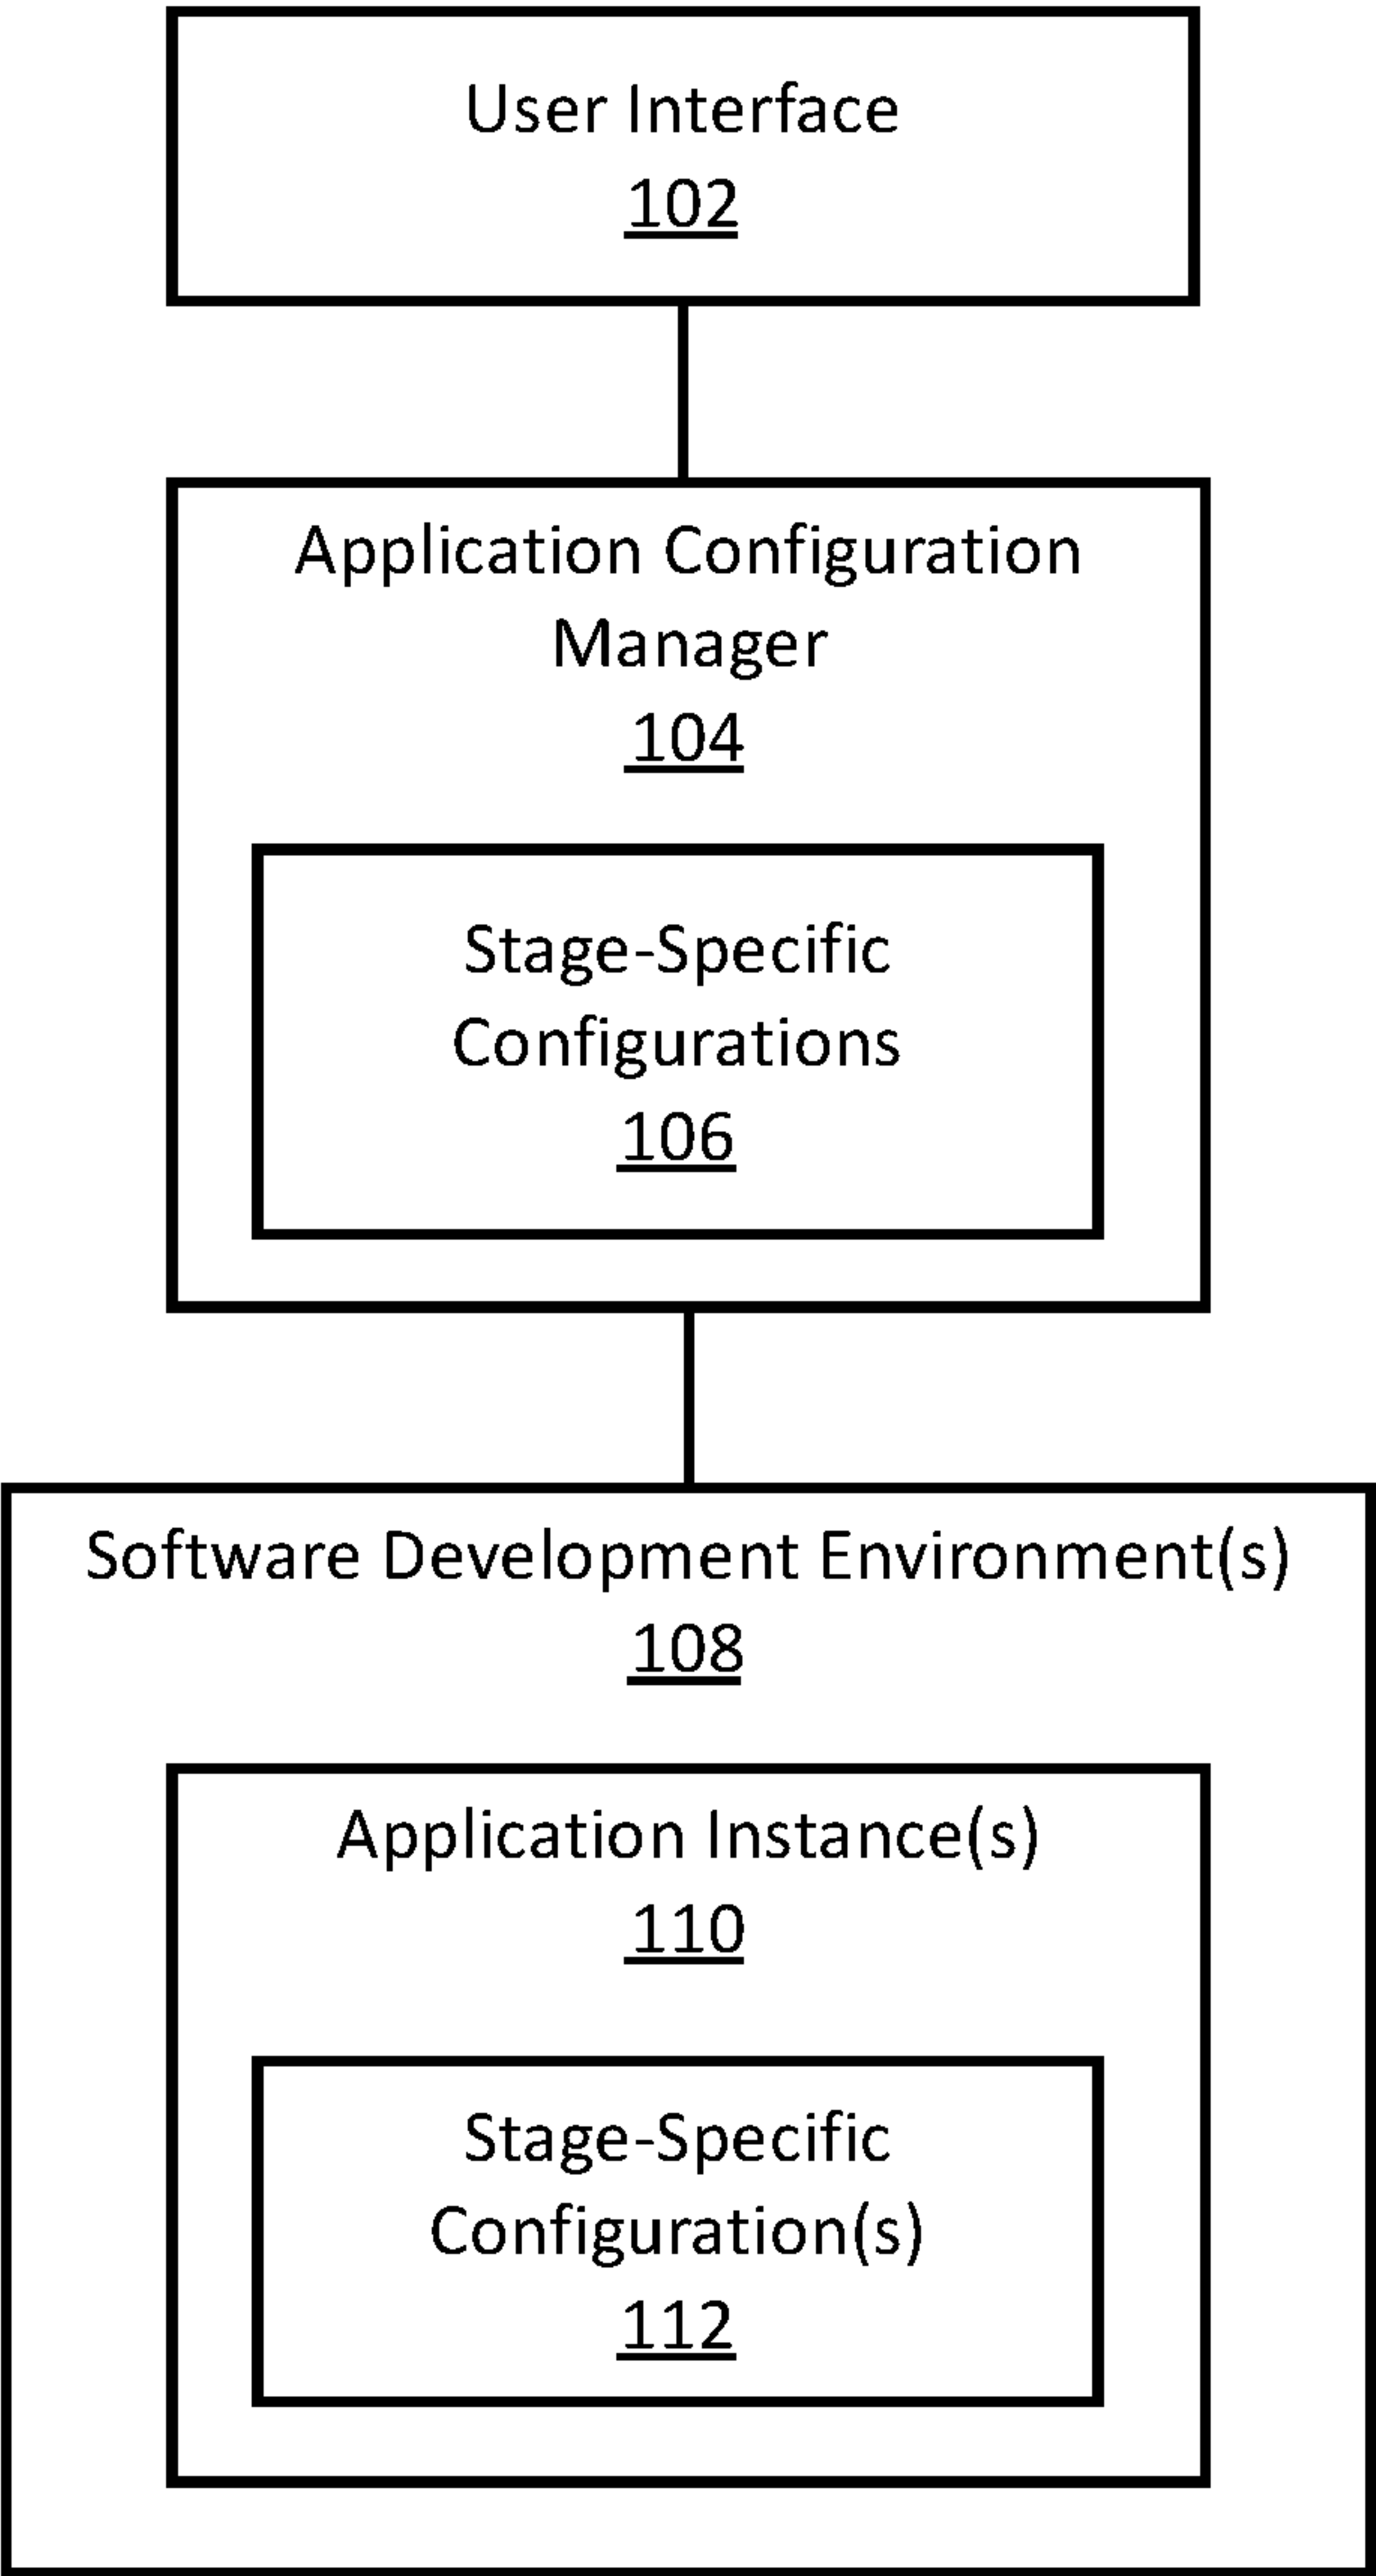 User Interface
102
Application Configuration
Manager
104
Stage-Specific
Configurations
106
Software Development Environment(s)
108
Application Instance(s)
110
Stage-Specific
Configuration(s)
112